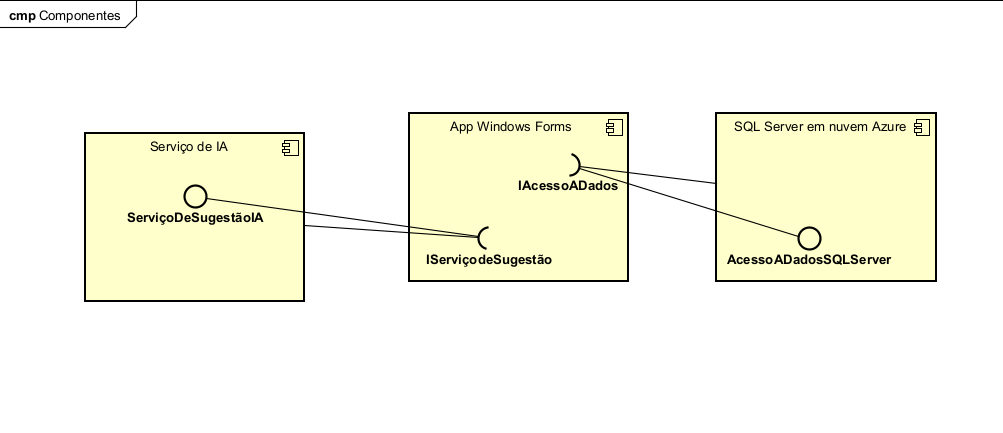 cmp Componentes
Serviço de IA
ServiçoDeSugestãoIA
App Windows Forms
IAcessoADados
IServiçodeSugestão
SQL Server em nuvem Azure
AcessoADadosSQLServer